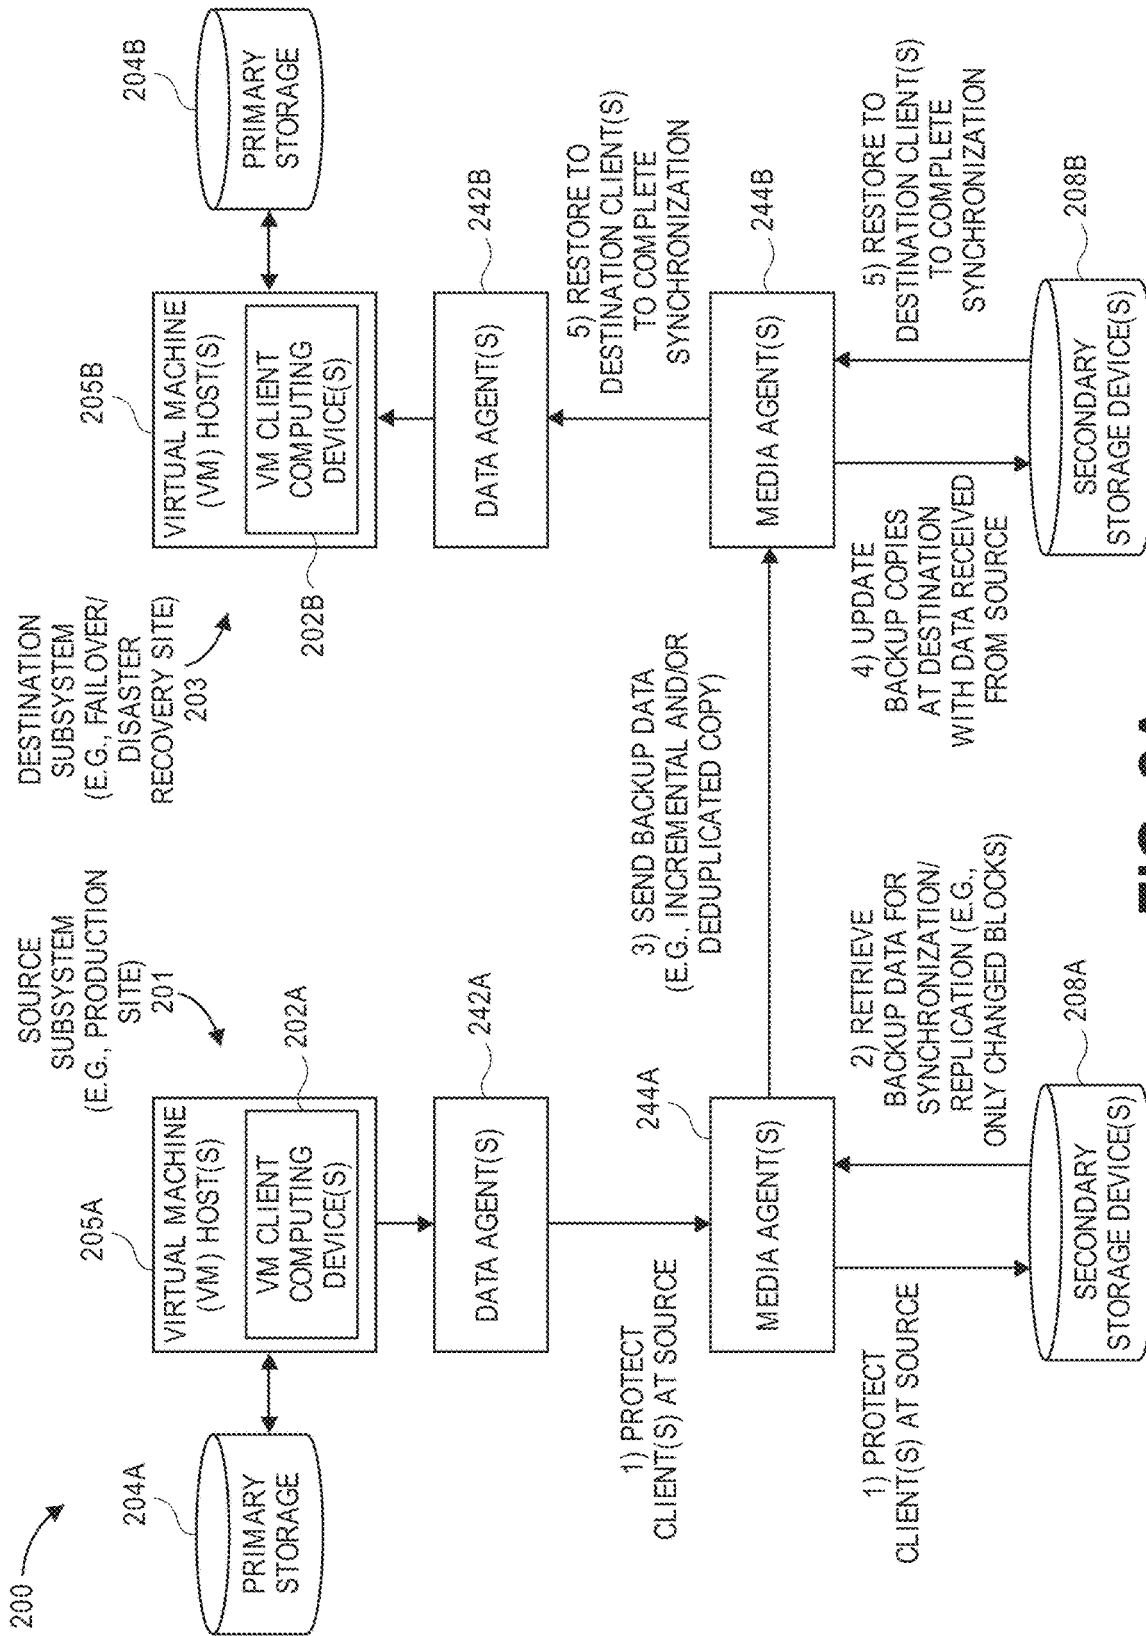 200
SOURCE
SUBSYSTEM
(E.G., PRODUCTION
SITE)
201
DESTINATION
SUBSYSTEM
(E.G., FAILOVER/
DISASTER
RECOVERY SITE)
203
204A
PRIMARY
STORAGE
205A
VIRTUAL MACHINE
(VM) HOST(S)
VM CLIENT
COMPUTING
DEVICE(S)
202A
205B
VIRTUAL MACHINE
(VM) HOST(S)
VM CLIENT
COMPUTING
DEVICE(S)
202B
204B
PRIMARY
STORAGE
DATA AGENT(S)
242A
DATA AGENT(S)
242B
1) PROTECT
CLIENT(S) AT SOURCE
244A
3) SEND BACKUP DATA
(E.G., INCREMENTAL AND/OR
DEDUPLICATED COPY)
5) RESTORE TO
DESTINATION CLIENT(S)
TO COMPLETE
SYNCHRONIZATION
MEDIA AGENT(S)
MEDIA AGENT(S)
244B
1) PROTECT
CLIENT(S) AT SOURCE
2) RETRIEVE
BACKUP DATA FOR
SYNCHRONIZATION/
REPLICATION (E.G.,
ONLY CHANGED BLOCKS)
4) UPDATE
BACKUP COPIES
AT DESTINATION
WITH DATA RECEIVED
FROM SOURCE
5) RESTORE TO
DESTINATION CLIENT(S)
TO COMPLETE
SYNCHRONIZATION
SECONDARY
STORAGE DEVICE(S)
208A
SECONDARY
STORAGE DEVICE(S)
208B